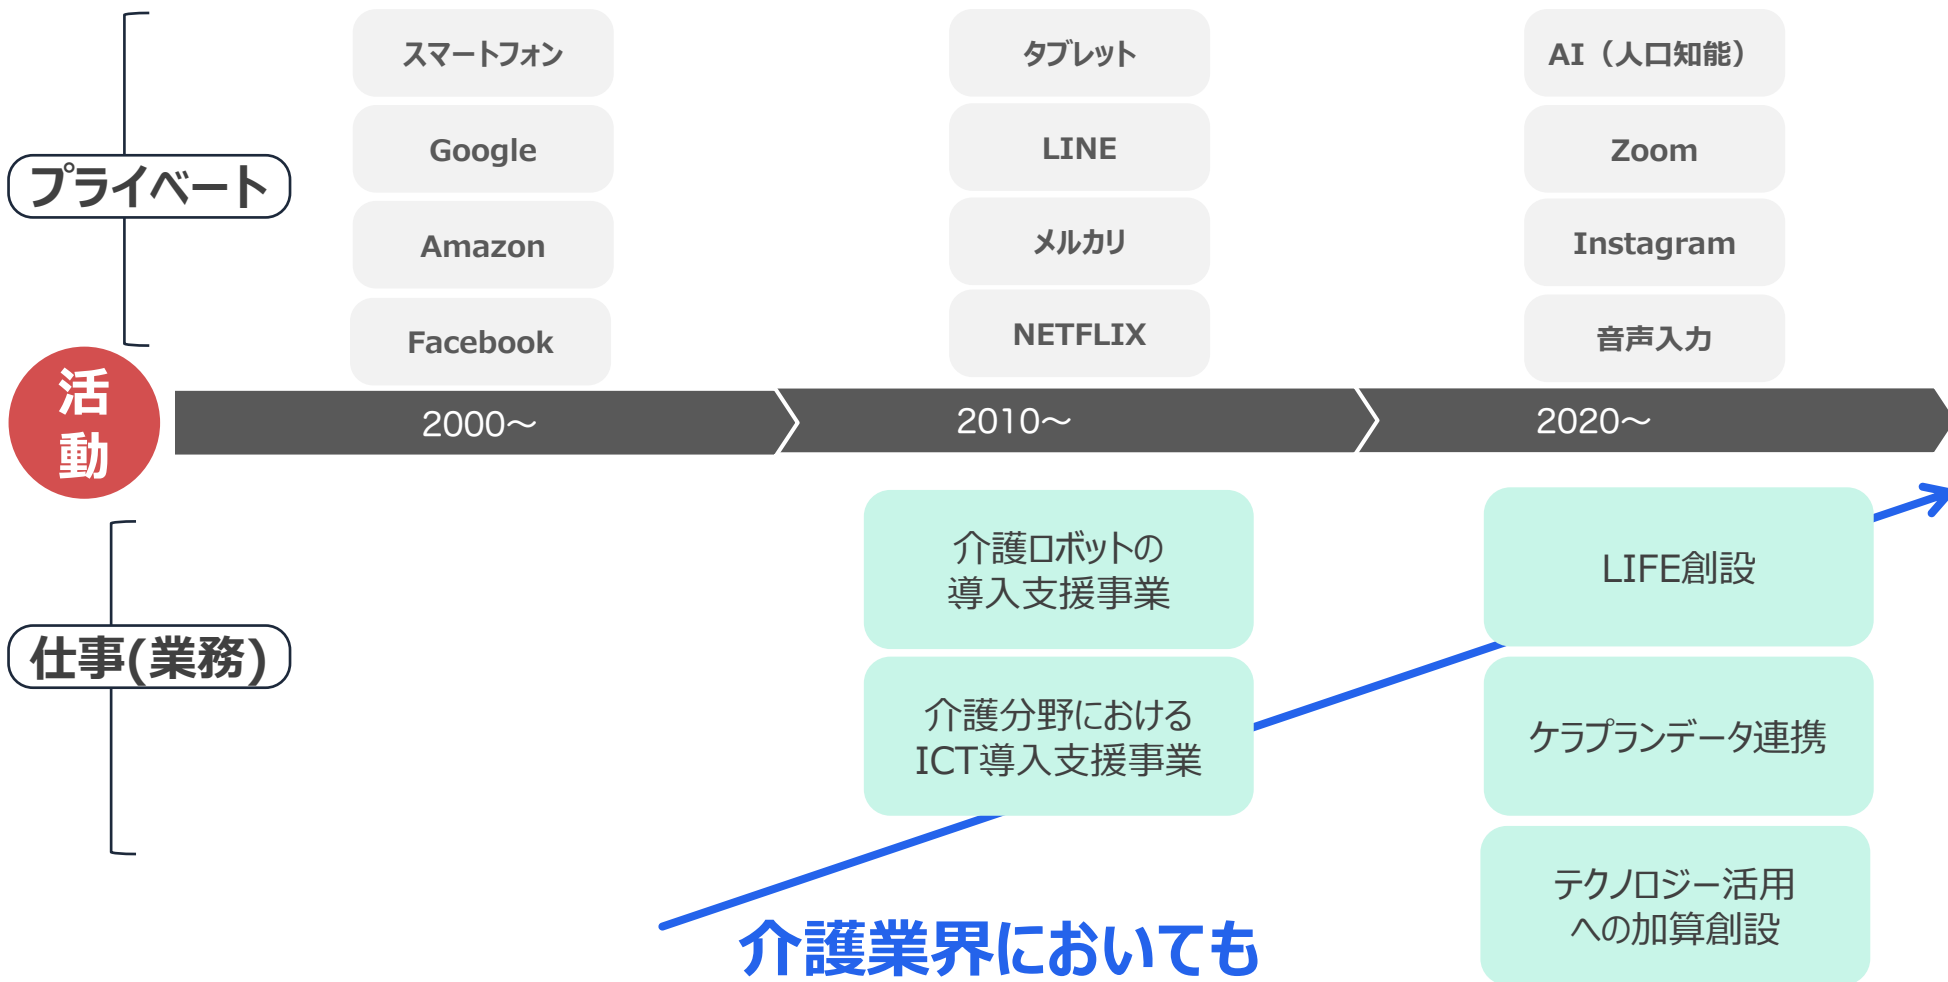 スマートフォン
タブレット
AI（人口知能）
Google
LINE
Zoom
プライベート
Amazon
メルカリ
Instagram
Facebook
NETFLIX
音声入力
活
動
2000～
2010～
2020～
仕事(業務)
介護ロボットの
導入支援事業
LIFE創設
介護分野における
ICT導入支援事業
ケラプランデータ連携
テクノロジー活用
への加算創設
介護業界においても